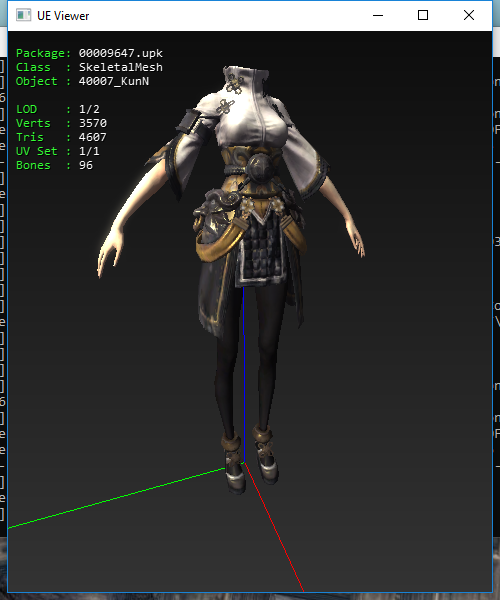 UE Viewer
Package: 00009647.upk
Class : SkeletalMesh
Object : 40007_KunN
LOD : 1/2
Verts : 3570
Tris : 4607
UV Set : 1/1
Bones : 96